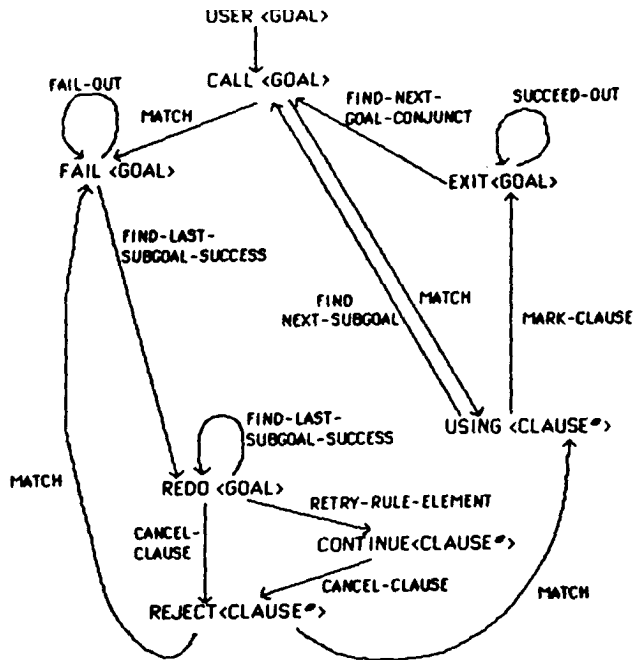 USER <GOAL>
CALL <GOAL>
FAIL-OUT
MATCH
FIND-NEXT-
GOAL-CONJUNCT
SUCCEED-OUT
FAIL <GOAL>
EXIT<GOAL>
FIND-LAST-
SUBGOAL-SUCCESS
FIND
NEXT-SUBGOAL
MATCH
MARK-CLAUSE
USING <CLAUSE#>
FIND-LAST-
SUBGOAL-SUCCESS
MATCH
REDO <GOAL>
RETRY-RULE-ELEMENT
CANCEL-
CLAUSE
CONTINUE<CLAUSE#>
CANCEL-CLAUSE
MATCH
REJECT<CLAUSE#>